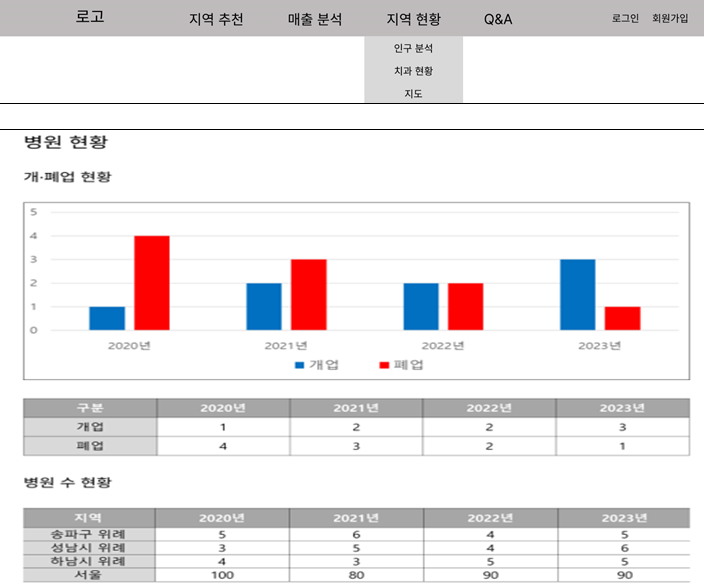 로고 지역 추천 매출 분석 지역 현황 Q&A 로그인 회원가입
인구 분석
치과 현황
지도
병원 현황
개·폐업 현황
5
4
3
2
1
0
2020년 2021년 2022년 2023년
개업 폐업
구분 2020년 2021년 2022년 2023년
개업 1 2 2 3
폐업 4 3 2 1
병원 수 현황
지역 2020년 2021년 2022년 2023년
송파구 위례 5 6 4 5
성남시 위례 3 5 4 6
하남시 위례 4 3 5 5
서울 100 80 90 90